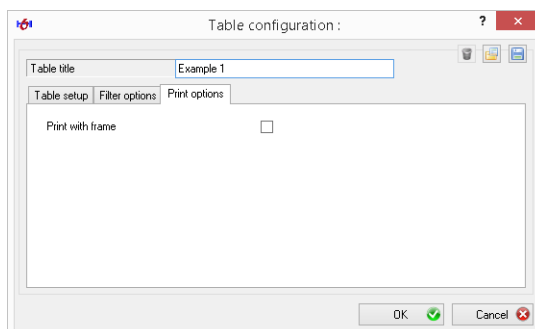 Table configuration :
?
Table title Example 1
Table setup Filter options Print options
Print with frame
OK Cancel